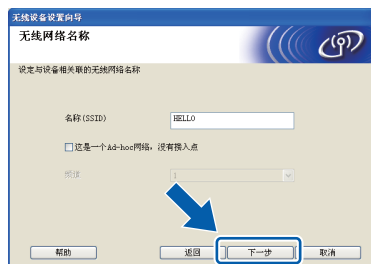 无线设备设置向导
无线网络名称
设定与设备相关联的无线网络名称
名称(SSID) HELLO
这是一个Ad-hoc网络，没有接入点
频道 1
帮助 返回 下一步 取消